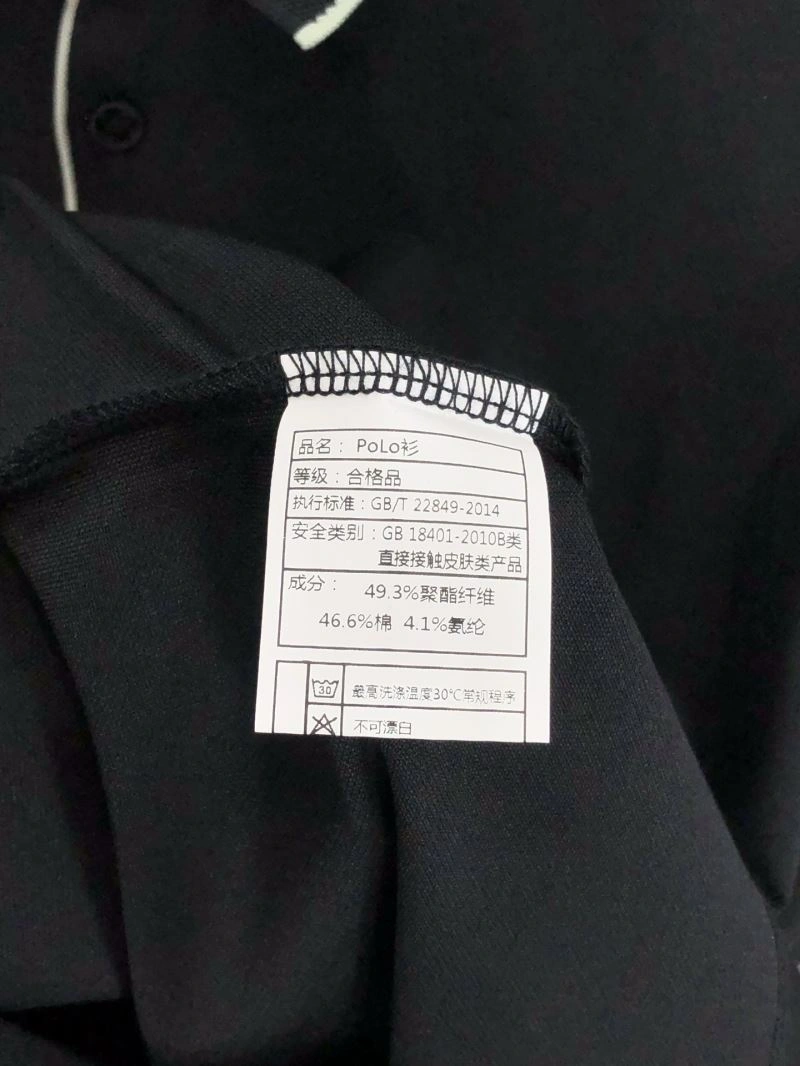 品名： PoLo衫
等级：合格品
执行标准：GB/T 22849-2014
安全类别：GB 18401-2010B类
直接接触皮肤类产品
成分： 49.3%聚酯纤维
46.6%棉 4.1%氨纶
30 最高洗涤温度30℃常规程序
不可漂白